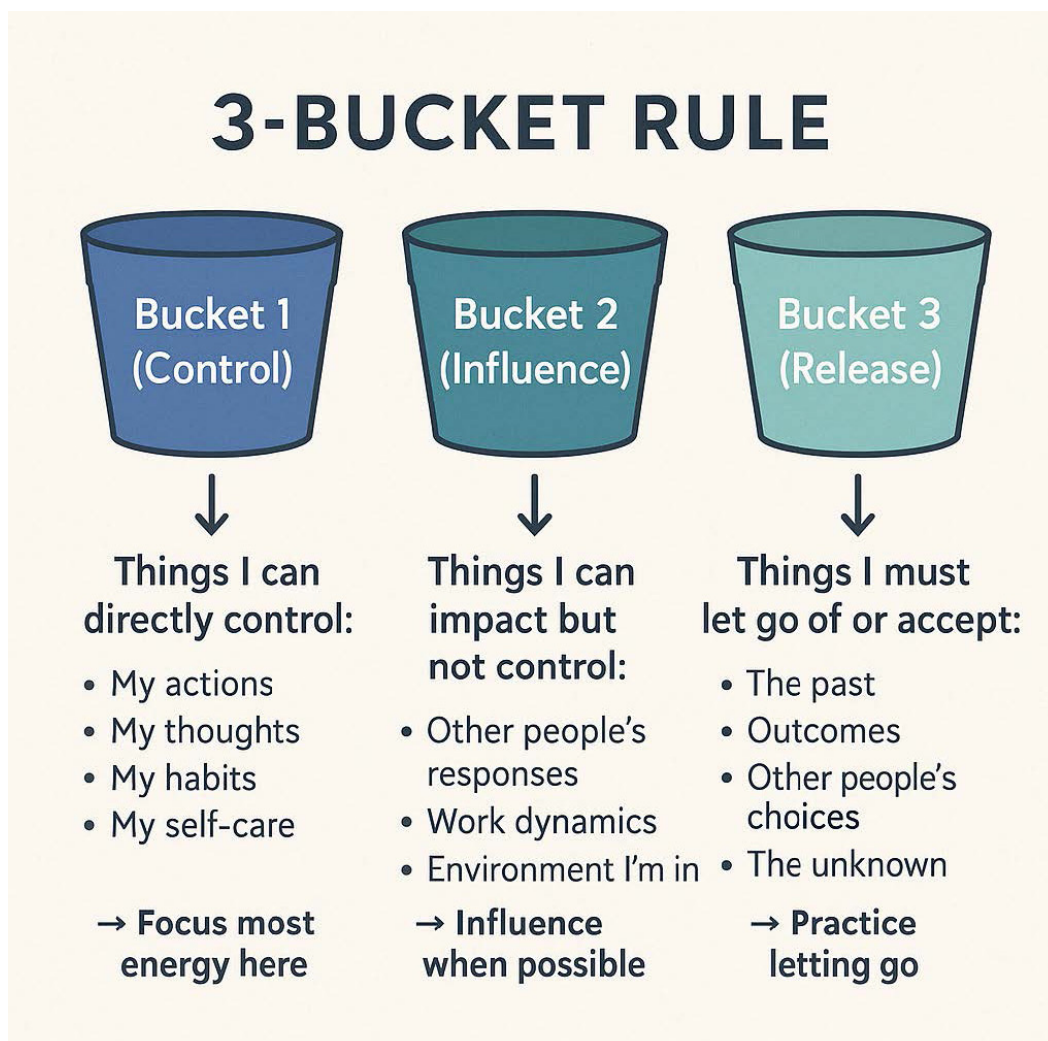 3-BUCKET RULE
Bucket 1
(Control)
Things I can
directly control:
• My actions
• My thoughts
• My habits
• My self-care
→ Focus most
energy here
Bucket 2
(Influence)
Things I can
impact but
not control:
• Other people’s
responses
• Work dynamics
• Environment I’m in
→ Influence
when possible
Bucket 3
(Release)
Things I must
let go of or accept:
• The past
• Outcomes
• Other people’s
choices
• The unknown
→ Practice
letting go